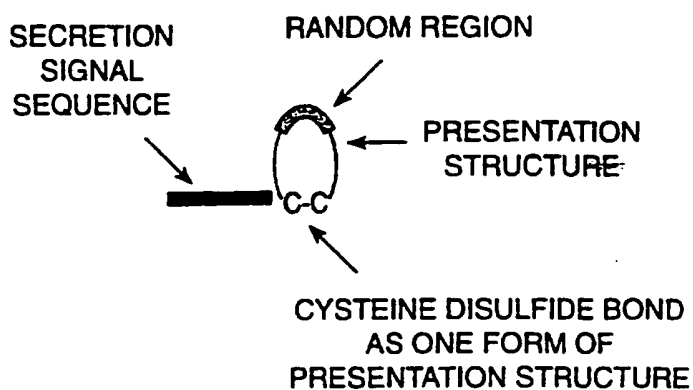 SECRETION
SIGNAL
SEQUENCE
RANDOM REGION
PRESENTATION
STRUCTURE
C-C
CYSTEINE DISULFIDE BOND
AS ONE FORM OF
PRESENTATION STRUCTURE